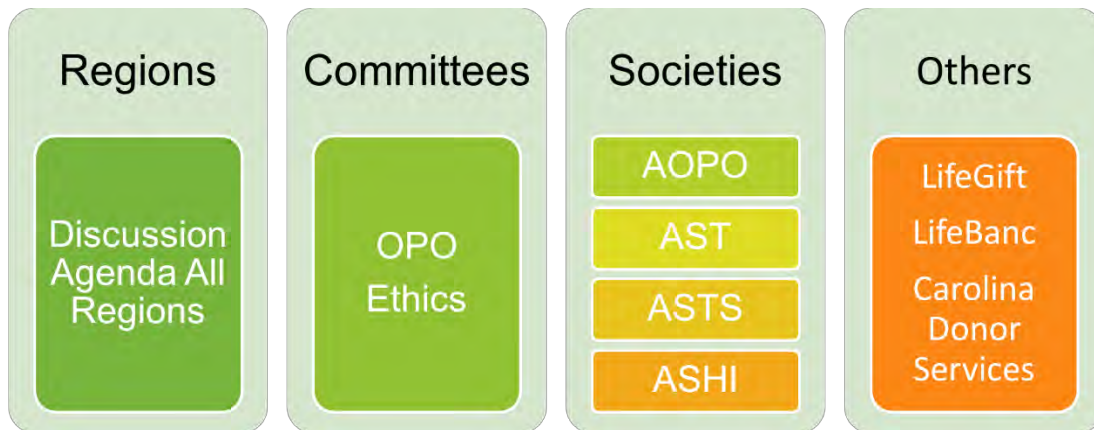 Regions
Discussion
Agenda All
Regions
Committees
OPO
Ethics
Societies
AOPO
AST
ASTS
ASHI
Others
LifeGift
LifeBanc
Carolina
Donor
Services